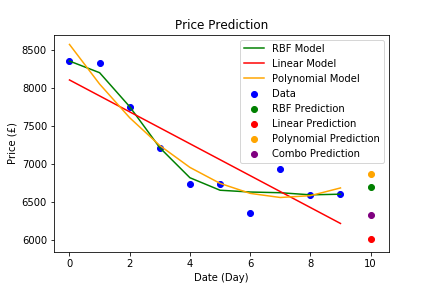 Price Prediction
8500
8000
7500
7000
6500
6000
Price (£)
RBF Model
Linear Model
Polynomial Model
Data
RBF Prediction
Linear Prediction
Polynomial Prediction
Combo Prediction
0
2
4
6
8
10
Date (Day)